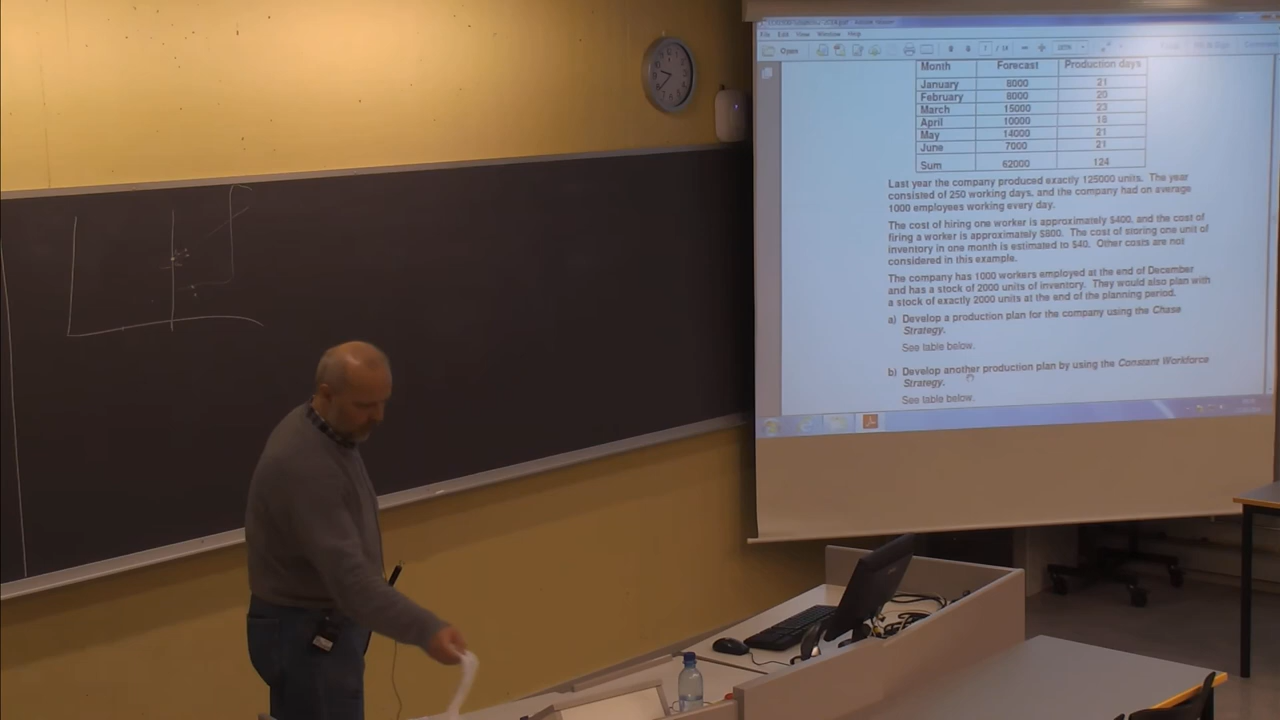 File Edit View Window Help
Open
7 / 14
Month Forecast Production days
January 8000 21
February 8000 20
March 15000 23
April 10000 18
May 14000 21
June 7000 21
Sum 62000 124
Last year the company produced exactly 125000 units. The year
consisted of 250 working days, and the company had on average
1000 employees working every day.
The cost of hiring one worker is approximately $400, and the cost of
firing a worker is approximately $800. The cost of storing one unit of
inventory in one month is estimated to $40. Other costs are not
considered in this example.
The company has 1000 workers employed at the end of December
and has a stock of 2000 units of inventory. They would also plan with
a stock of exactly 2000 units at the end of the planning period.
a) Develop a production plan for the company using the Chase
Strategy.
See table below.
b) Develop another production plan by using the Constant Workforce
Strategy.
See table below.